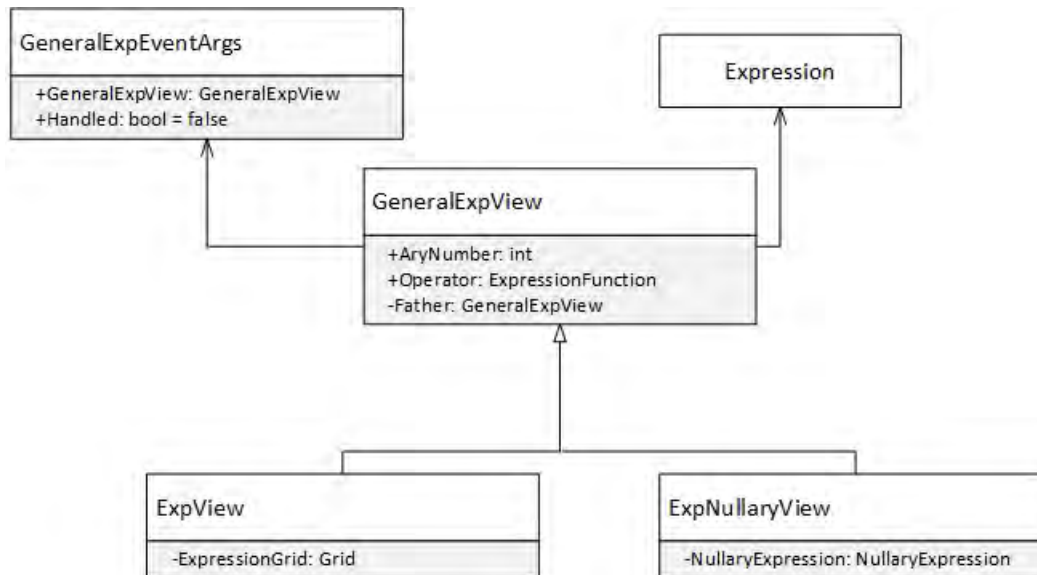 GeneralExpEventArgs
+GeneralExpView: GeneralExpView
+Handled: bool = false
Expression
GeneralExpView
+AryNumber: int
+Operator: ExpressionFunction
-Father: GeneralExpView
ExpView
-ExpressionGrid: Grid
ExpNullaryView
-NullaryExpression: NullaryExpression